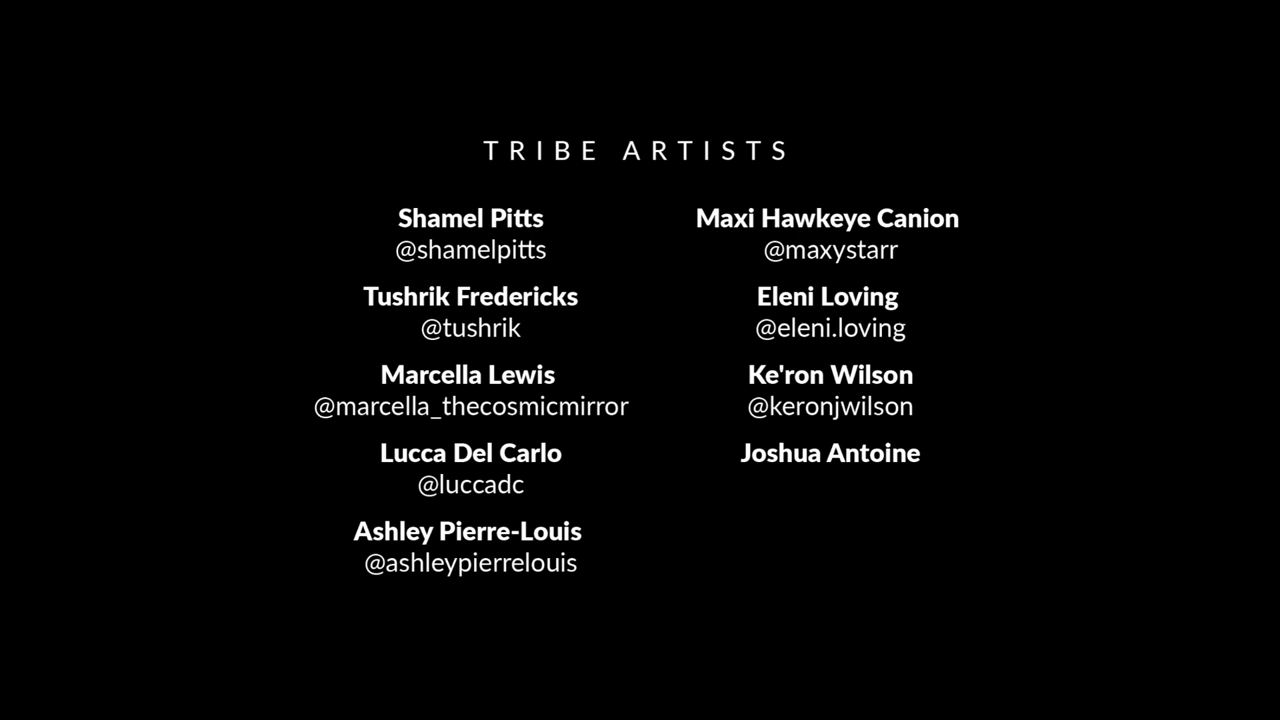 TRIBE ARTISTS
Shamel Pitts
@shamelpitts
Tushrik Fredericks
@tushrik
Marcella Lewis
@marcella_thecosmicmirror
Lucca Del Carlo
@luccadc
Ashley Pierre-Louis
@ashleypierrelouis
Maxi Hawkeye Canion
@maxystarr
Eleni Loving
@eleni.loving
Ke'ron Wilson
@keronjwilson
Joshua Antoine